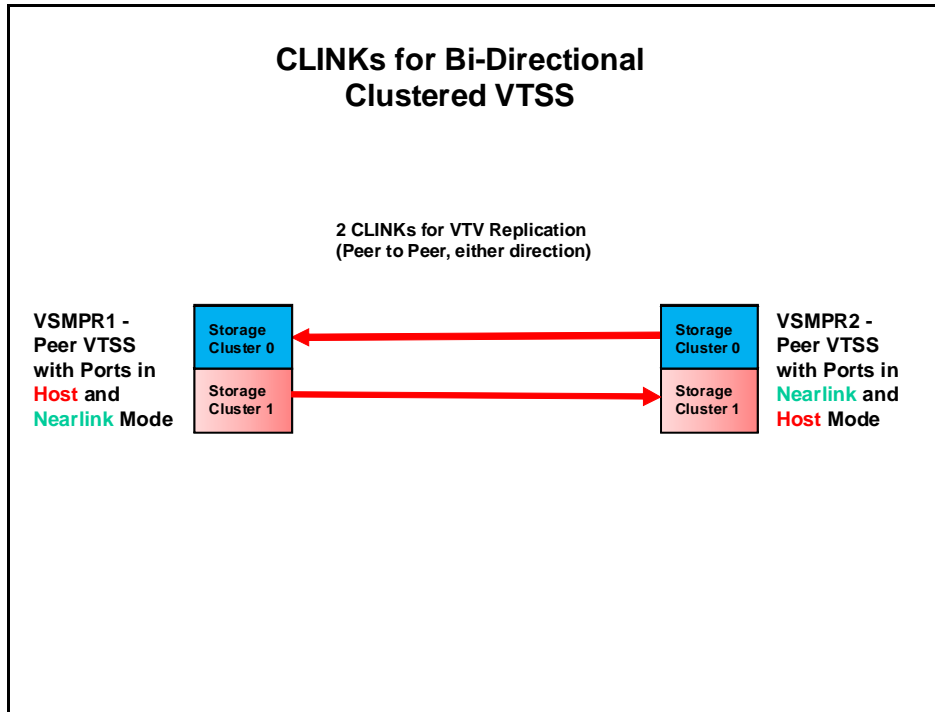 CLINKs for Bi-Directional
Clustered VTSS
2 CLINKs for VTV Replication
(Peer to Peer, either direction)
VSMPR1 -
Peer VTSS
with Ports in
Host and
Nearlink Mode
Storage
Cluster 0
Storage
Cluster 1
Storage
Cluster 0
Storage
Cluster 1
VSMPR2 -
Peer VTSS
with Ports in
Nearlink and
Host Mode